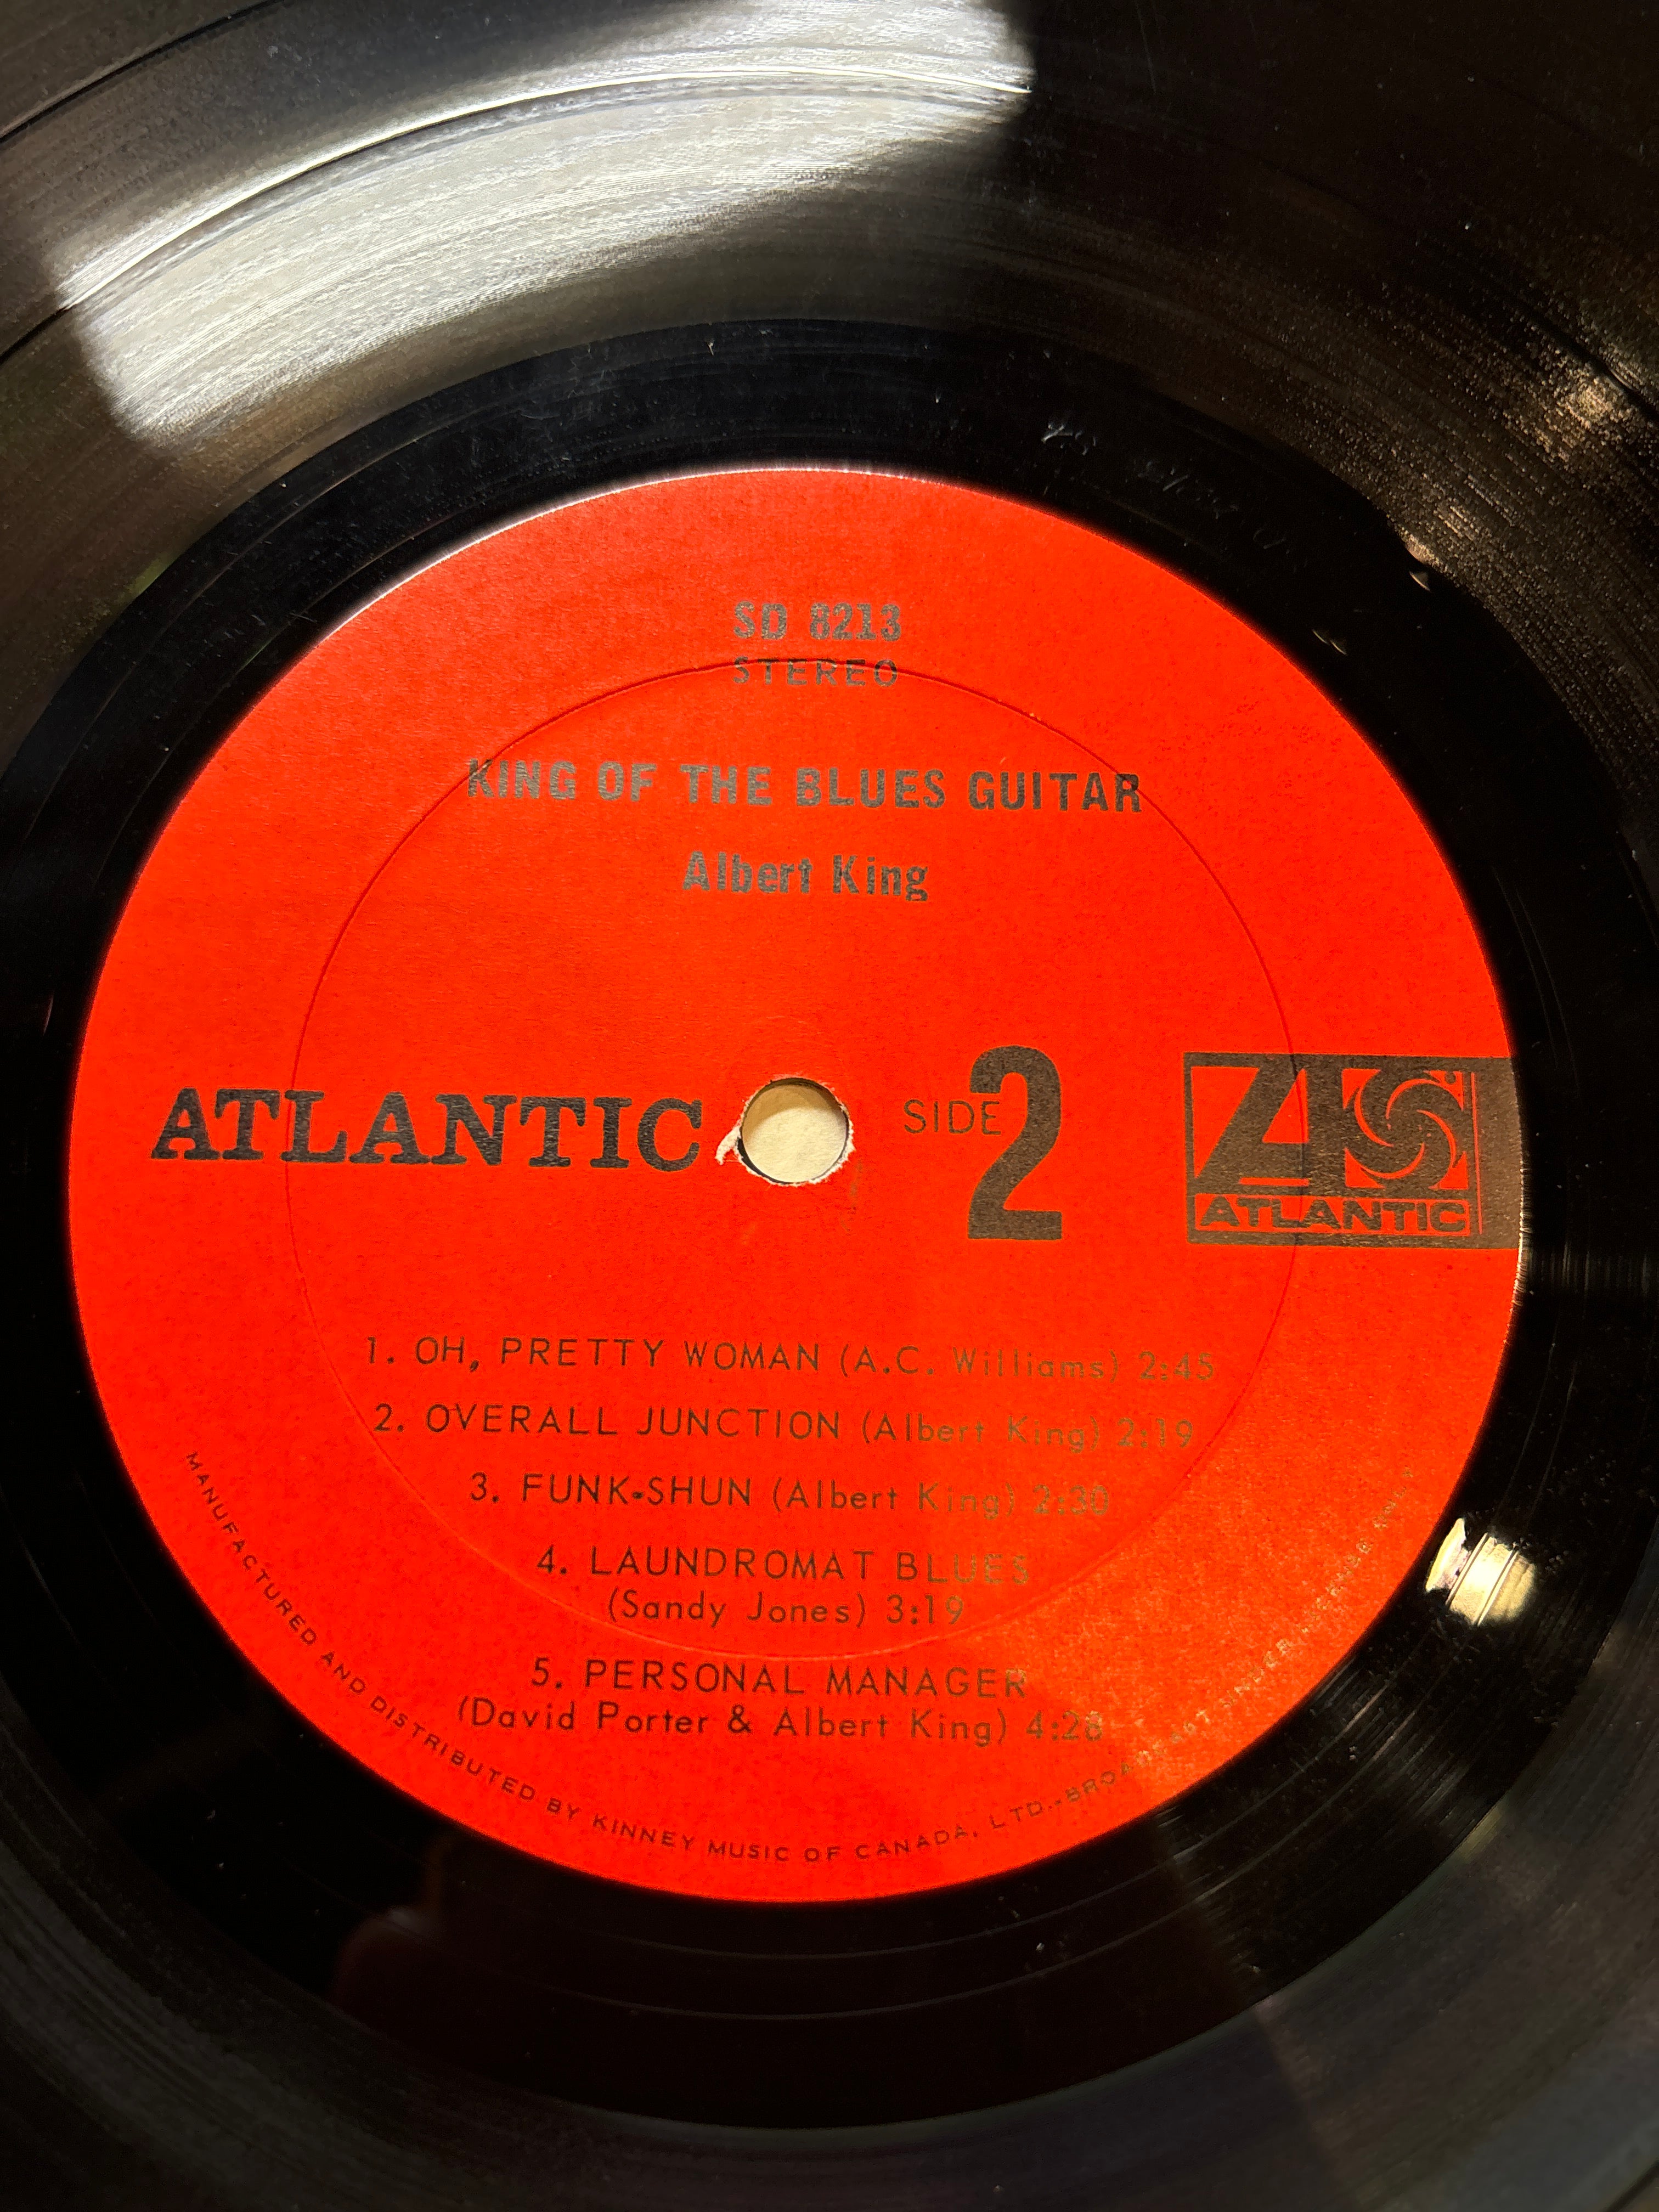 SD 8213
STEREO
KING OF THE BLUES GUITAR
Albert King
ATLANTIC
SIDE 2
ATLANTIC
1. OH, PRETTY WOMAN (A.C. Williams) 2:45
2. OVERALL JUNCTION (Albert King) 2:19
3. FUNK-SHUN (Albert King) 2:30
4. LAUNDROMAT BLUES
(Sandy Jones) 3:19
5. PERSONAL MANAGER
(David Porter & Albert King) 4:28
MANUFACTURED AND DISTRIBUTED BY KINNEY MUSIC OF CANADA, LTD.